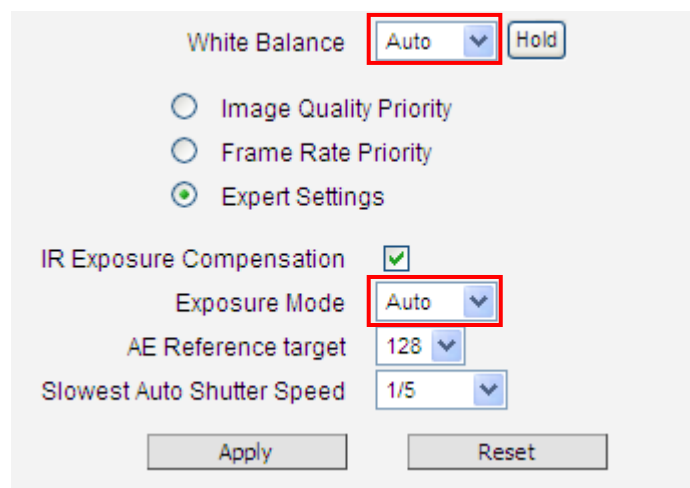 White Balance Auto Hold
Image Quality Priority
Frame Rate Priority
Expert Settings
IR Exposure Compensation
Exposure Mode Auto
AE Reference target 128
Slowest Auto Shutter Speed 1/5
Apply Reset